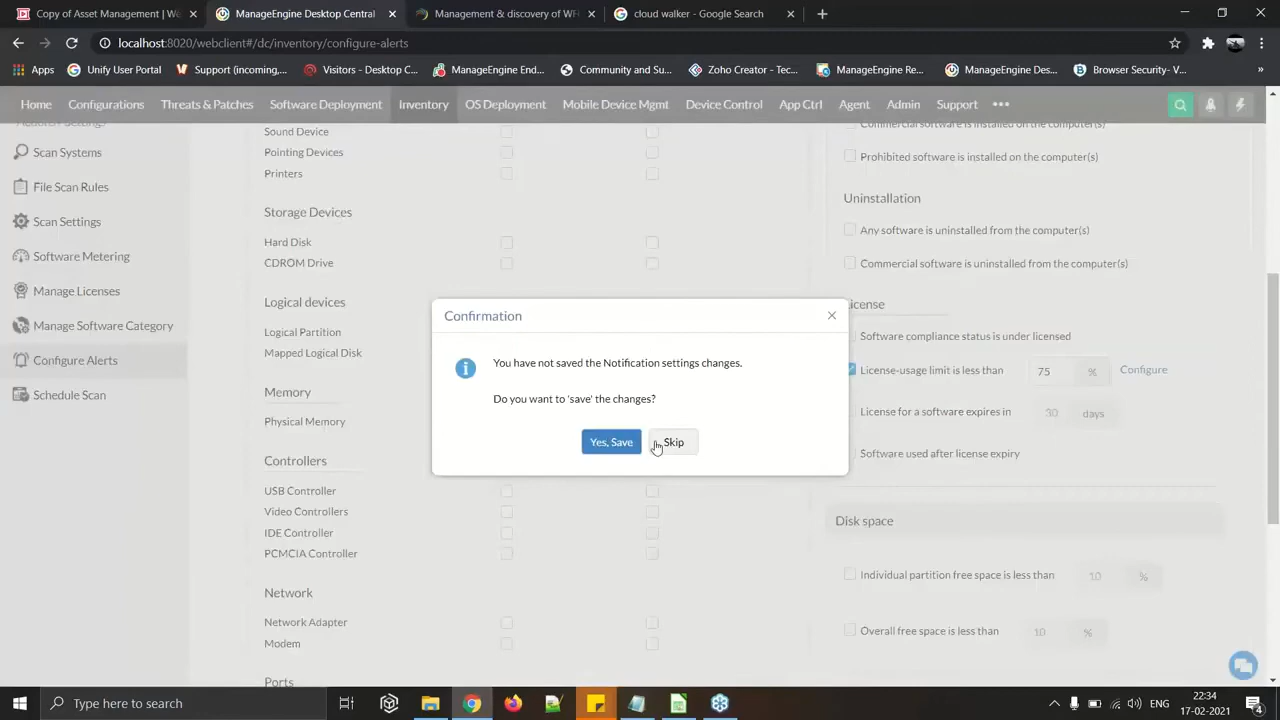 Copy of Asset Management | We
ManageEngine Desktop Central
Management & discovery of WFH
cloud walker - Google Search
localhost:8020/webclient#/dc/inventory/configure-alerts
Apps
Unify User Portal
Support (incoming,...
Visitors - Desktop C...
ManageEngine End...
Community and Su...
Zoho Creator - Tec...
ManageEngine Re...
ManageEngine Des...
Browser Security- V...
»
Home
Configurations
Threats & Patches
Software Deployment
Inventory
OS Deployment
Mobile Device Mgmt
Device Control
App Ctrl
Agent
Admin
Support
Scan Systems
File Scan Rules
Scan Settings
Software Metering
Manage Licenses
Manage Software Category
Configure Alerts
Schedule Scan
Sound Device
Pointing Devices
Printers
Storage Devices
Hard Disk
CDROM Drive
Logical devices
Logical Partition
Mapped Logical Disk
Memory
Physical Memory
Controllers
USB Controller
Video Controllers
IDE Controller
PCMCIA Controller
Network
Network Adapter
Modem
Ports
Commercial software is installed on the computer(s)
Prohibited software is installed on the computer(s)
Uninstallation
Any software is uninstalled from the computer(s)
Commercial software is uninstalled from the computer(s)
License
Software compliance status is under licensed
License-usage limit is less than 75 % Configure
License for a software expires in 30 days
Software used after license expiry
Disk space
Individual partition free space is less than 10 %
Overall free space is less than 10 %
Confirmation
You have not saved the Notification settings changes.
Do you want to 'save' the changes?
Yes, Save
Skip
Type here to search
ENG
22:34
17-02-2021
4